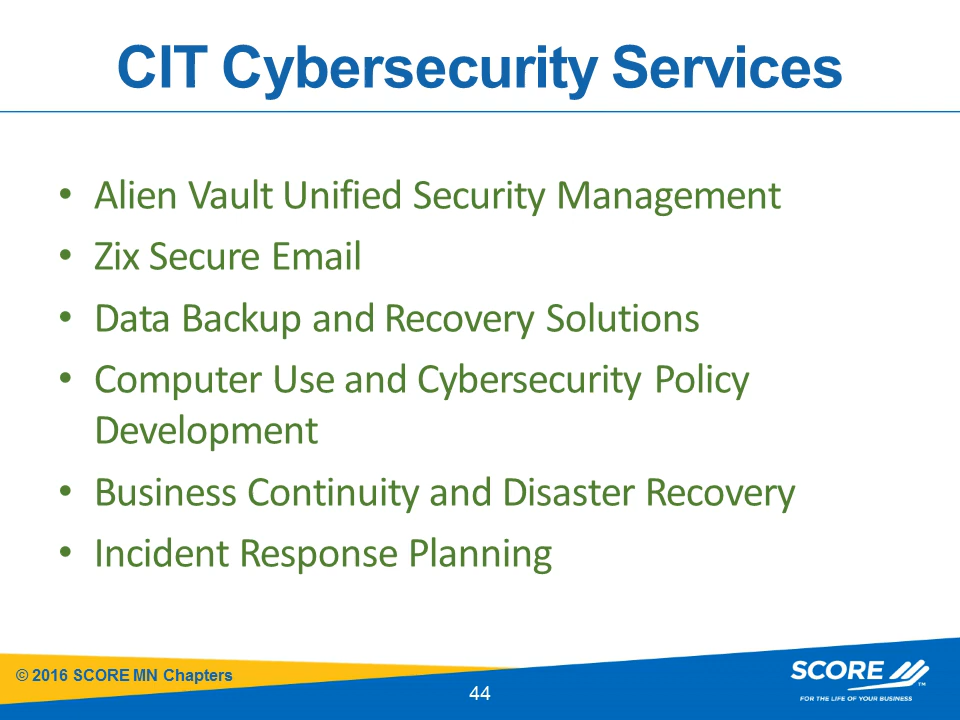 CIT Cybersecurity Services
• Alien Vault Unified Security Management
• Zix Secure Email
• Data Backup and Recovery Solutions
• Computer Use and Cybersecurity Policy
Development
• Business Continuity and Disaster Recovery
• Incident Response Planning
© 2016 SCORE MN Chapters
44
SCORE ™
FOR THE LIFE OF YOUR BUSINESS